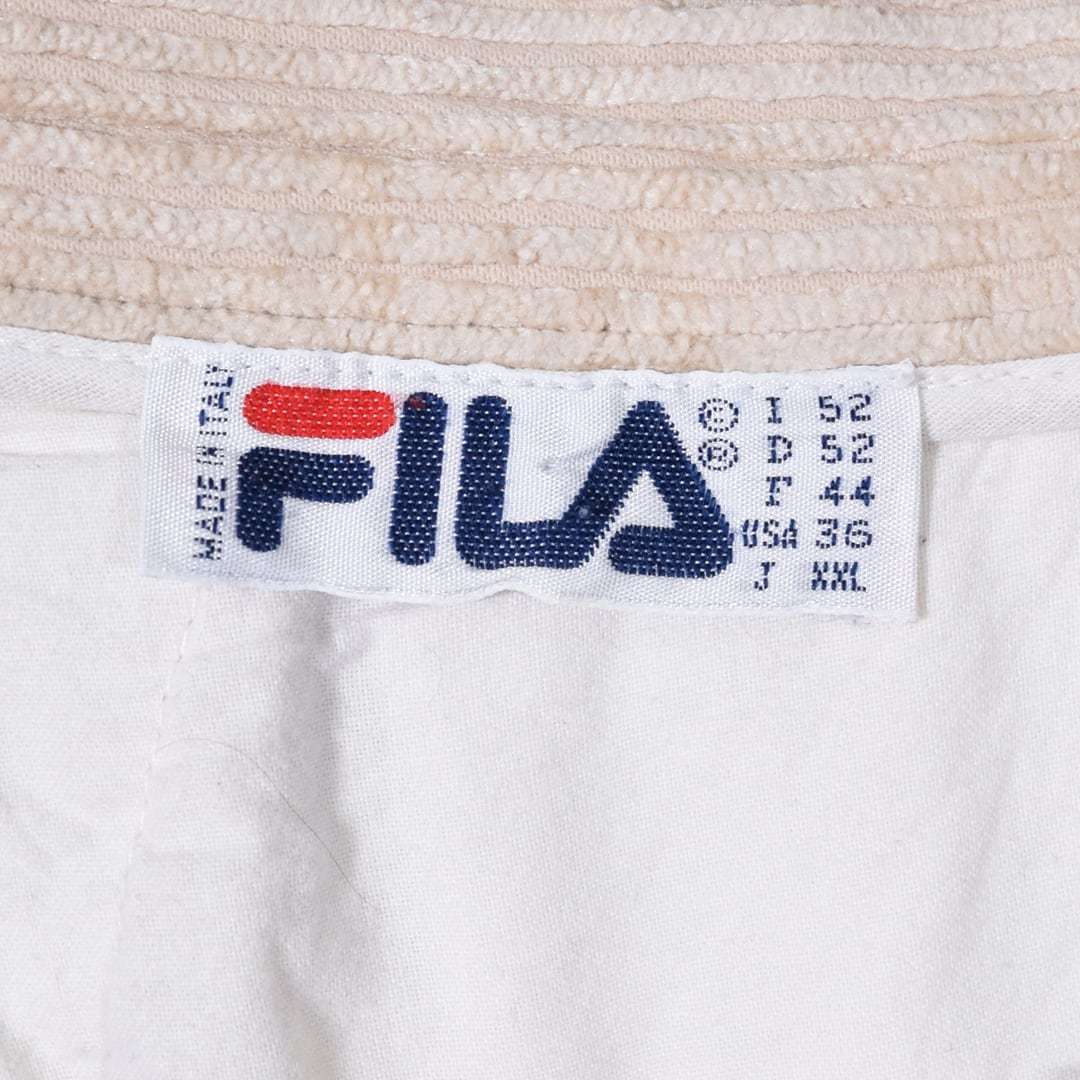 MADE IN ITALY
FILA
© I 52
® D 52
F 44
USA 36
J XXL